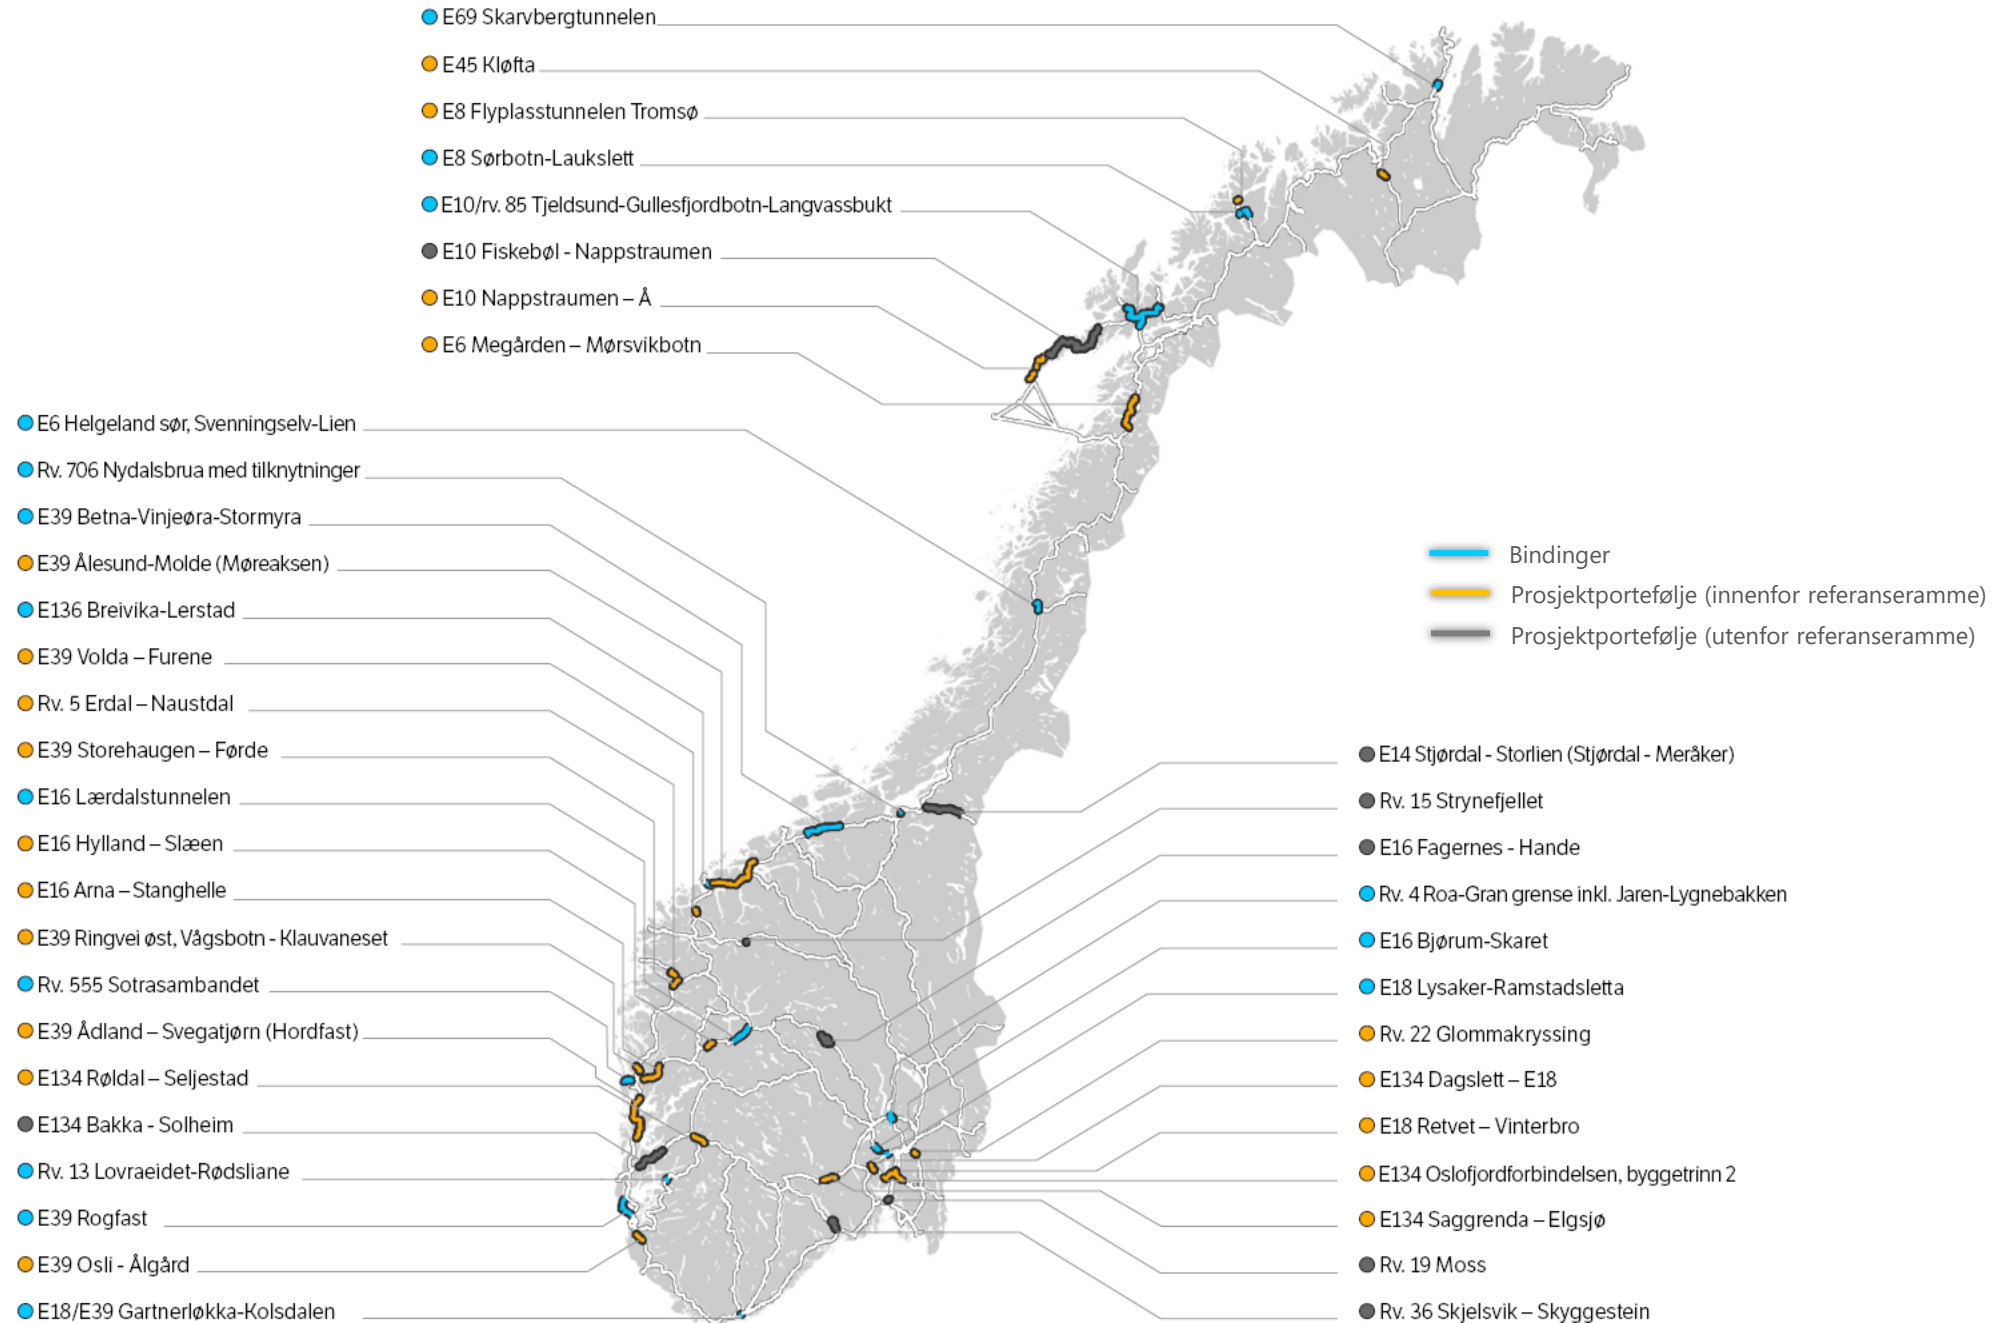 E69 Skarvbergtunnelen
E45 Kløfta
E8 Flyplasstunnelen Tromsø
E8 Sørbotn-Laukslett
E10/rv. 85 Tjeldsund-Gullesfjordbotn-Langvassbukt
E10 Fiskebøl - Nappstraumen
E10 Nappstraumen – Å
E6 Megården – Mørsvikbotn
E6 Helgeland sør, Svenningselv-Lien
Rv. 706 Nydalsbrua med tilknytninger
E39 Betna-Vinjeøra-Stormyra
E39 Ålesund-Molde (Møreaksen)
E136 Breivika-Lerstad
E39 Volda – Furene
Rv. 5 Erdal – Naustdal
E39 Storehaugen – Førde
E16 Lærdalstunnelen
E16 Hylland – Slæen
E16 Arna – Stanghelle
E39 Ringvei øst, Vågsbotn - Klauvaneset
Rv. 555 Sotrasambandet
E39 Ådland – Svegatjørn (Hordfast)
E134 Røldal – Seljestad
E134 Bakka - Solheim
Rv. 13 Lovraeidet-Rødsliane
E39 Rogfast
E39 Osli - Ålgård
E18/E39 Gartnerløkka-Kolsdalen
Bindinger
Prosjektportefølje (innenfor referanseramme)
Prosjektportefølje (utenfor referanseramme)
E14 Stjørdal - Storlien (Stjørdal - Meråker)
Rv. 15 Strynefjellet
E16 Fagernes - Hande
Rv. 4 Roa-Gran grense inkl. Jaren-Lygnebakken
E16 Bjørum-Skaret
E18 Lysaker-Ramstadsletta
Rv. 22 Glommakryssing
E134 Dagslett – E18
E18 Retvet – Vinterbro
E134 Oslofjordforbindelsen, byggetrinn 2
E134 Saggrenda – Elgsjø
Rv. 19 Moss
Rv. 36 Skjelsvik – Skyggestein